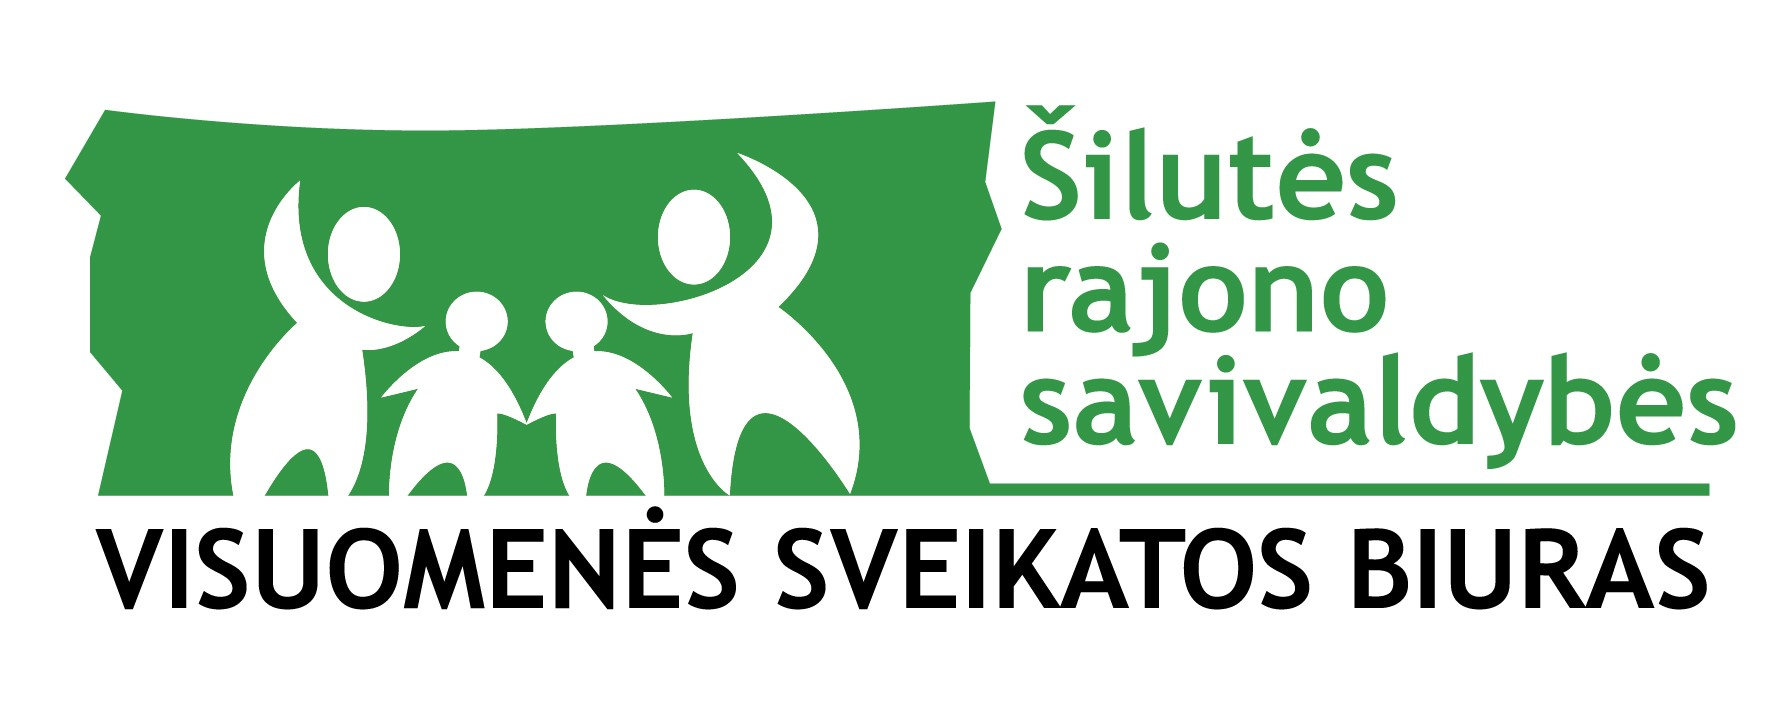 Šilutės
rajono
savivaldybės
VISUOMENĖS SVEIKATOS BIURAS